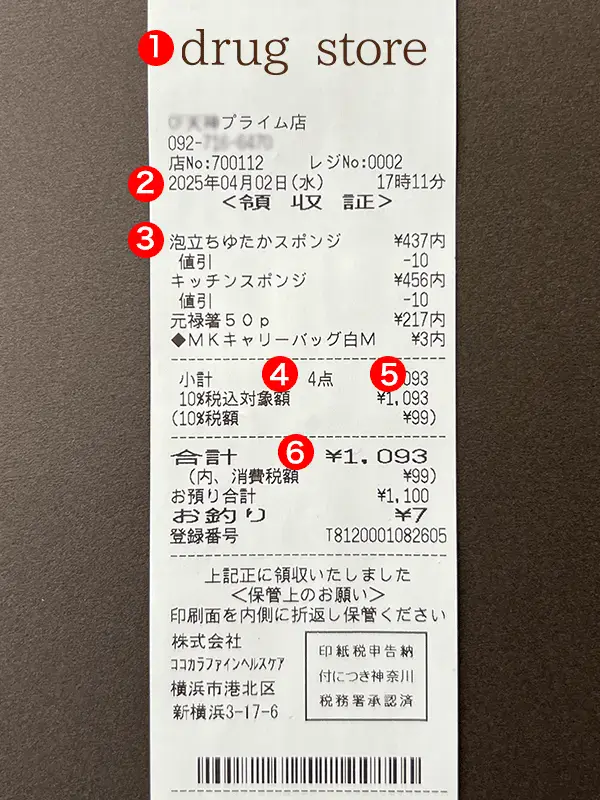 1 drug store
プライム店
092-
店No:700112 レジNo:0002
2 2025年04月02日(水) 17時11分
<領収証>
3 泡立ちゆたかスポンジ ¥437内
値引 -10
キッチンスポンジ ¥456内
値引 -10
元禄箸50p ¥217内
◆MKキャリーバッグ白M ¥3内
小計 4 4点 5 093
10%税込対象額 ¥1,093
(10%税額 ¥99)
合計 6 ¥1,093
(内、消費税額 ¥99)
お預り合計 ¥1,100
お釣り ¥7
登録番号 T8120001082605
上記正に領収いたしました
<保管上のお願い>
印刷面を内側に折返し保管ください
株式会社
ココカラファインヘルスケア
横浜市港北区
新横浜3-17-6
印紙税申告納
付につき神奈川
税務署承認済